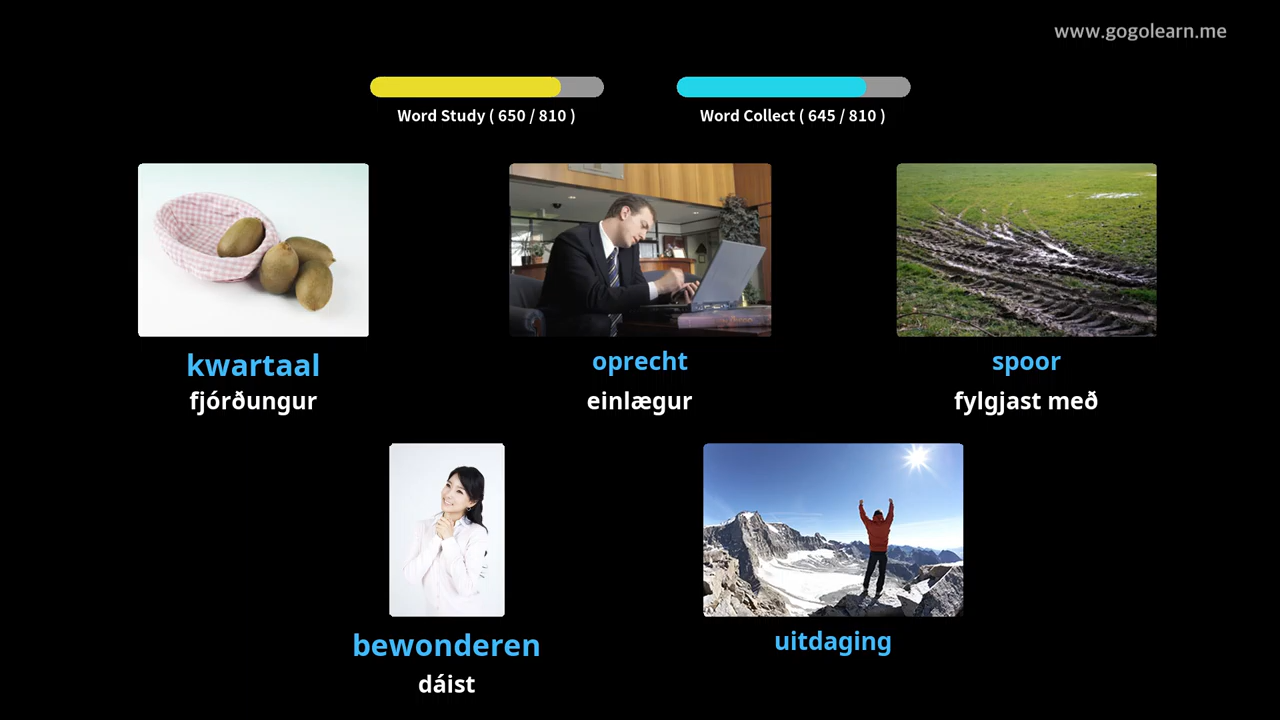 www.gogolearn.me
Word Study ( 650 / 810 )
Word Collect ( 645 / 810 )
kwartaal
fjórðungur
oprecht
einlægur
spoor
fylgjast með
bewonderen
dáist
uitdaging